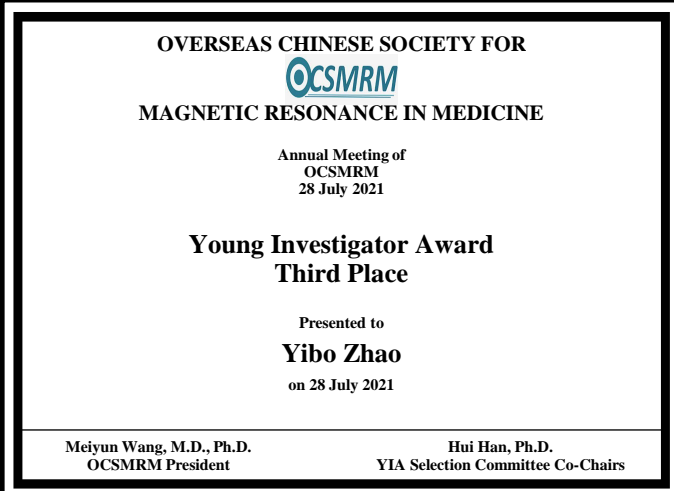 OVERSEAS CHINESE SOCIETY FOR
OCSMRM
MAGNETIC RESONANCE IN MEDICINE
Annual Meeting of
OCSMRM
28 July 2021
Young Investigator Award
Third Place
Presented to
Yibo Zhao
on 28 July 2021
Meiyun Wang, M.D., Ph.D.
OCSMRM President
Hui Han, Ph.D.
YIA Selection Committee Co-Chairs